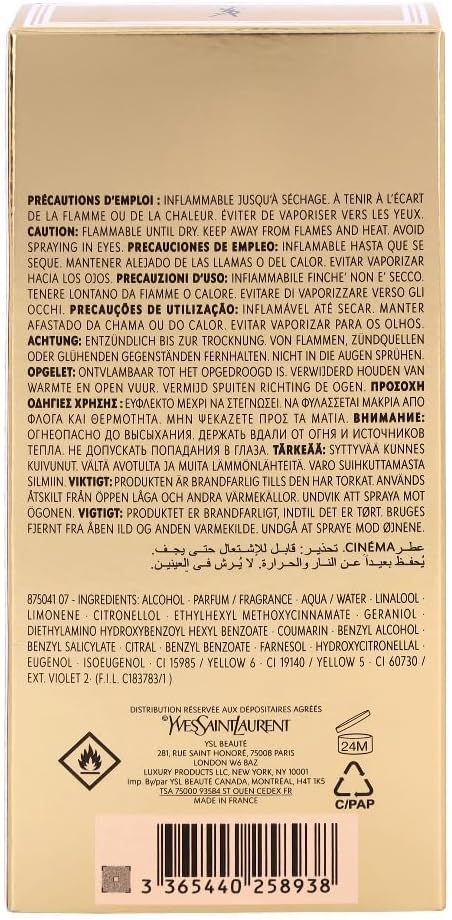 PRÉCAUTIONS D'EMPLOI : INFLAMMABLE JUSQU'À SÉCHAGE. À TENIR À L'ÉCART
DE LA FLAMME OU DE LA CHALEUR. ÉVITER DE VAPORISER VERS LES YEUX.
CAUTION: FLAMMABLE UNTIL DRY. KEEP AWAY FROM FLAMES AND HEAT. AVOID
SPRAYING IN EYES. PRECAUCIONES DE EMPLEO: INFLAMABLE HASTA QUE SE
SEQUE. MANTENER ALEJADO DE LAS LLAMAS O DEL CALOR. EVITAR VAPORIZAR
HACIA LOS OJOS. PRECAUZIONI D'USO: INFIAMMABILE FINCHE' NON E' SECCO.
TENERE LONTANO DA FIAMME O CALORE. EVITARE DI VAPORIZZARE VERSO GLI
OCCHI. PRECAUÇÕES DE UTILIZAÇÃO: INFLAMÁVEL ATÉ SECAR. MANTER
AFASTADO DA CHAMA OU DO CALOR. EVITAR VAPORIZAR PARA OS OLHOS.
ACHTUNG: ENTZÜNDLICH BIS ZUR TROCKNUNG. VON FLAMMEN, ZÜNDQUELLEN
ODER GLÜHENDEN GEGENSTÄNDEN FERNHALTEN. NICHT IN DIE AUGEN SPRÜHEN.
OPGELET: ONTVLAMBAAR TOT HET OPGEDROOGD IS. VERWIJDERD HOUDEN VAN
WARMTE EN OPEN VUUR. VERMIJD SPUITEN RICHTING DE OGEN. ΠΡΟΣΟΧΗ
ΟΔΗΓΙΕΣ ΧΡΗΣΗΣ : ΕΥΦΛΕΚΤΟ ΜΕΧΡΙ ΝΑ ΣΤΕΓΝΩΣΕΙ. ΝΑ ΦΥΛΑΣΣΕΤΑΙ ΜΑΚΡΙΑ ΑΠΟ
ΦΛΟΓΑ ΚΑΙ ΘΕΡΜΟΤΗΤΑ. ΜΗΝ ΨΕΚΑΖΕΤΕ ΠΡΟΣ ΤΑ ΜΑΤΙΑ. ВНИМАНИЕ:
ОГНЕОПАСНО ДО ВЫСЫХАНИЯ. ДЕРЖАТЬ ВДАЛИ ОТ ОГНЯ И ИСТОЧНИКОВ
ТЕПЛА. НЕ ДОПУСКАТЬ ПОПАДАНИЯ В ГЛАЗА. TÄRKEÄÄ: SYTTYVÄÄ KUNNES
KUIVUNUT. VÄLTÄ AVOTULTA JA MUITA LÄMMÖNLÄHTEITÄ. VARO SUIHKUTTAMASTA
SILMIIN. VIKTIGT: PRODUKTEN ÄR BRANDFARLIG TILLS DEN HAR TORKAT. ANVÄNDS
ÅTSKILT FRÅN ÖPPEN LÅGA OCH ANDRA VÄRMEKÄLLOR. UNDVIK ATT SPRAYA MOT
ÖGONEN. VIGTIGT: PRODUKTET ER BRANDFARLIGT, INDTIL DET ER TØRT. BRUGES
FJERNT FRA ÅBEN ILD OG ANDEN VARMEKILDE. UNDGÅ AT SPRAYE MOD ØJNENE.
عطر CINÉMA. تحذير: قابل للإشتعال حتى يجف.
يُحفظ بعيداً عن النار والحرارة. لا يُرش في العينين.
875041 07 - INGREDIENTS: ALCOHOL - PARFUM / FRAGRANCE - AQUA / WATER - LINALOOL -
LIMONENE - CITRONELLOL - ETHYLHEXYL METHOXYCINNAMATE - GERANIOL -
DIETHYLAMINO HYDROXYBENZOYL HEXYL BENZOATE - COUMARIN - BENZYL ALCOHOL -
BENZYL SALICYLATE - CITRAL - BENZYL BENZOATE - FARNESOL - HYDROXYCITRONELLAL -
EUGENOL - ISOEUGENOL - CI 15985 / YELLOW 6 - CI 19140 / YELLOW 5 - CI 60730 /
EXT. VIOLET 2· (F.I.L. C183783/1 )
DISTRIBUTION RÉSERVÉE AUX DÉPOSITAIRES AGRÉÉS
YVESSAINTLAURENT
YSL BEAUTÉ
281, RUE SAINT HONORÉ, 75008 PARIS
LONDON W6 8AZ
LUXURY PRODUCTS LLC, NEW YORK, NY 10001
imp. By/par YSL BEAUTÉ CANADA, MONTRÉAL, H4T 1K5
TSA 75000 93584 ST OUEN CEDEX FR
MADE IN FRANCE
24M
C/PAP
3 365440 258938